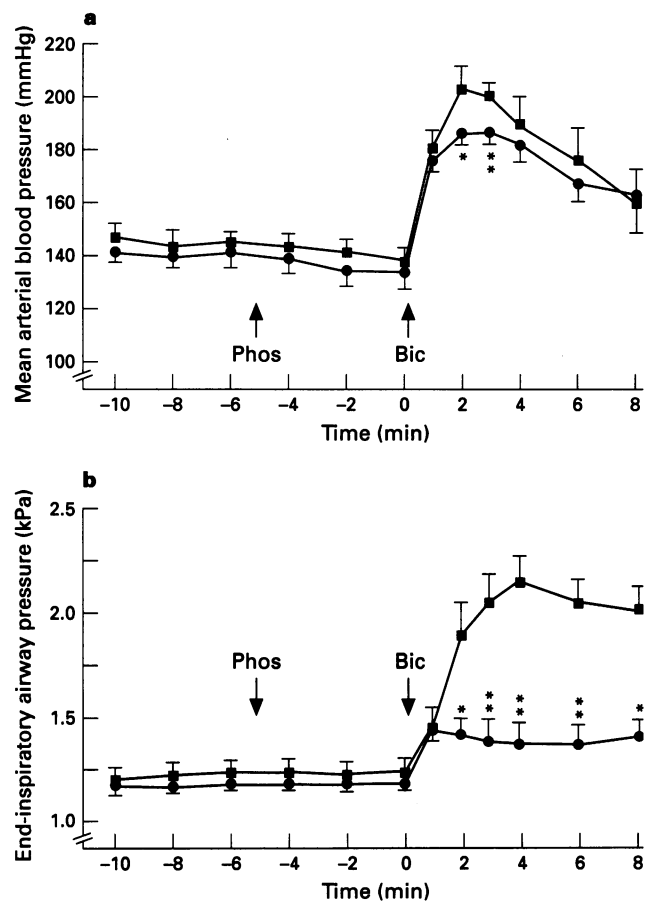 a
Mean arterial blood pressure (mmHg)
220
200
180
160
140
120
100
*
*
*
Phos
Bic
−10 −8 −6 −4 −2 0 2 4 6 8
Time (min)
b
End-inspiratory airway pressure (kPa)
2.5
2.0
1.5
1.0
Phos
Bic
*
*
*
*
*
*
*
*
−10 −8 −6 −4 −2 0 2 4 6 8
Time (min)